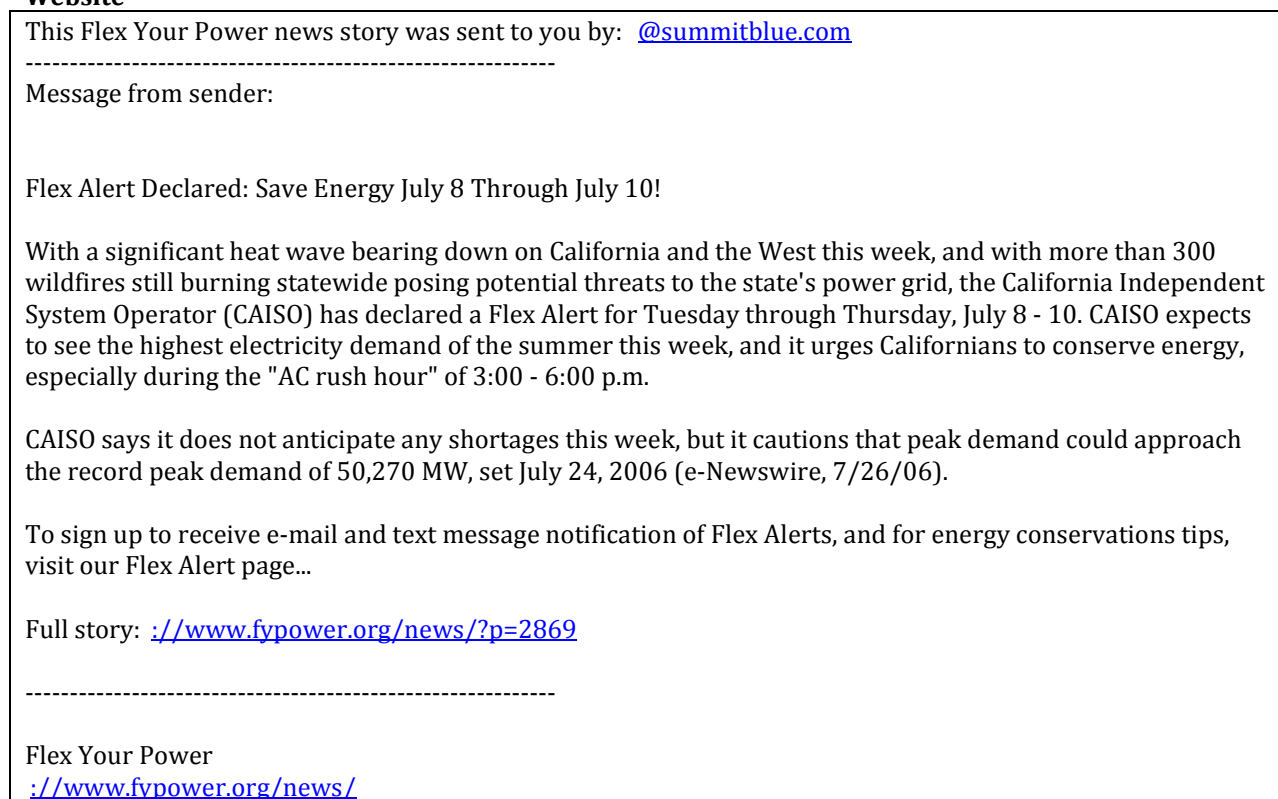 Website
This Flex Your Power news story was sent to you by: @summitblue.com
------------------------------------------------------------
Message from sender:
Flex Alert Declared: Save Energy July 8 Through July 10!
With a significant heat wave bearing down on California and the West this week, and with more than 300
wildfires still burning statewide posing potential threats to the state's power grid, the California Independent
System Operator (CAISO) has declared a Flex Alert for Tuesday through Thursday, July 8 - 10. CAISO expects
to see the highest electricity demand of the summer this week, and it urges Californians to conserve energy,
especially during the "AC rush hour" of 3:00 - 6:00 p.m.
CAISO says it does not anticipate any shortages this week, but it cautions that peak demand could approach
the record peak demand of 50,270 MW, set July 24, 2006 (e-Newswire, 7/26/06).
To sign up to receive e-mail and text message notification of Flex Alerts, and for energy conservations tips,
visit our Flex Alert page...
Full story: ://www.fypower.org/news/?p=2869
------------------------------------------------------------
Flex Your Power
://www.fypower.org/news/